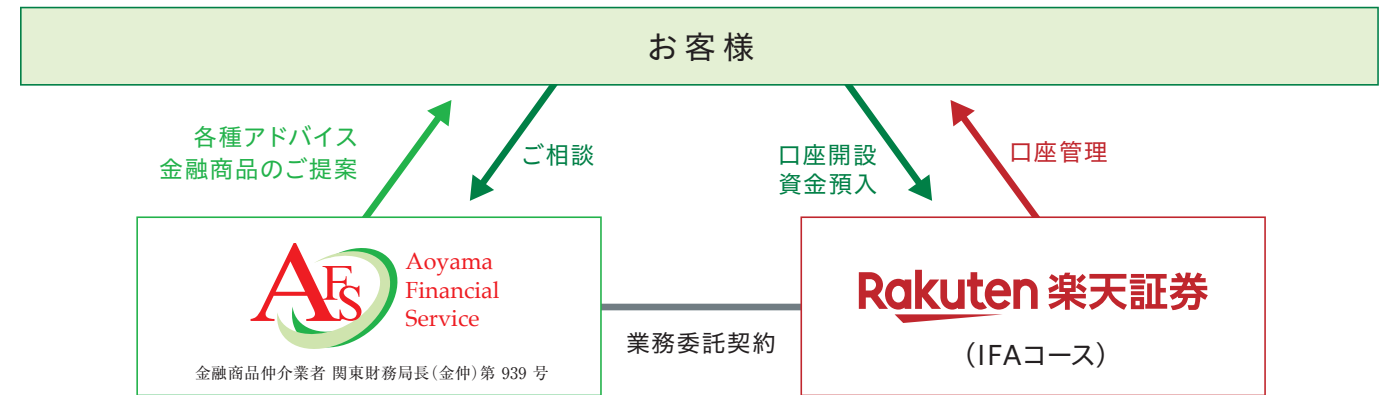 お客様
各種アドバイス
金融商品のご提案
ご相談
口座開設
資金預入
口座管理
AFS
Aoyama
Financial
Service
金融商品仲介業者 関東財務局長(金仲)第 939 号
業務委託契約
Rakuten 楽天証券
(IFAコース)